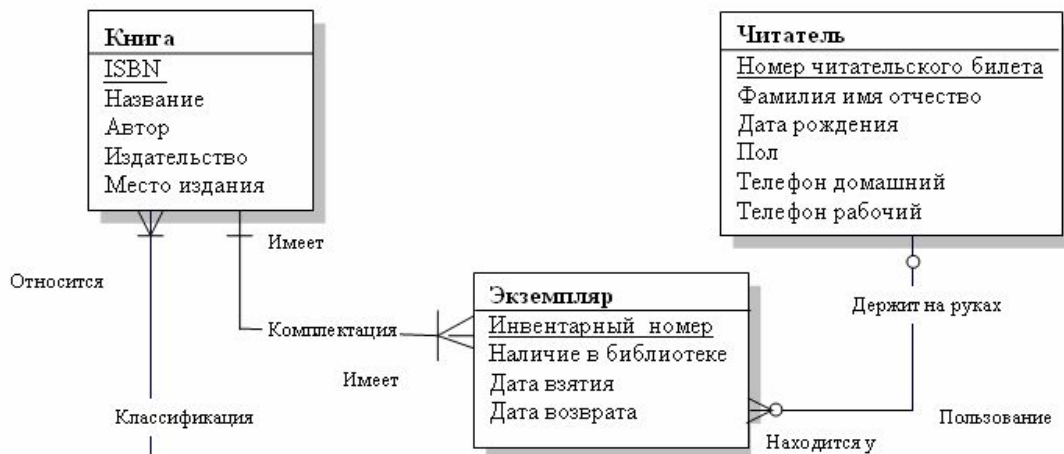 Книга
ISBN
Название
Автор
Издательство
Место издания
Читатель
Номер читательского билета
Фамилия имя отчество
Дата рождения
Пол
Телефон домашний
Телефон рабочий
Имеет
Относится
Комплектация
Имеет
Экземпляр
Инвентарный номер
Наличие в библиотеке
Дата взятия
Дата возврата
Держит на руках
Классификация
Находится у
Пользование